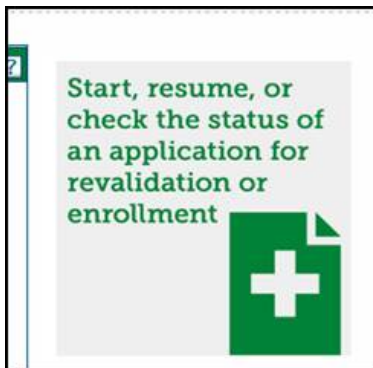 ?
Start, resume, or
check the status of
an application for
revalidation or
enrollment